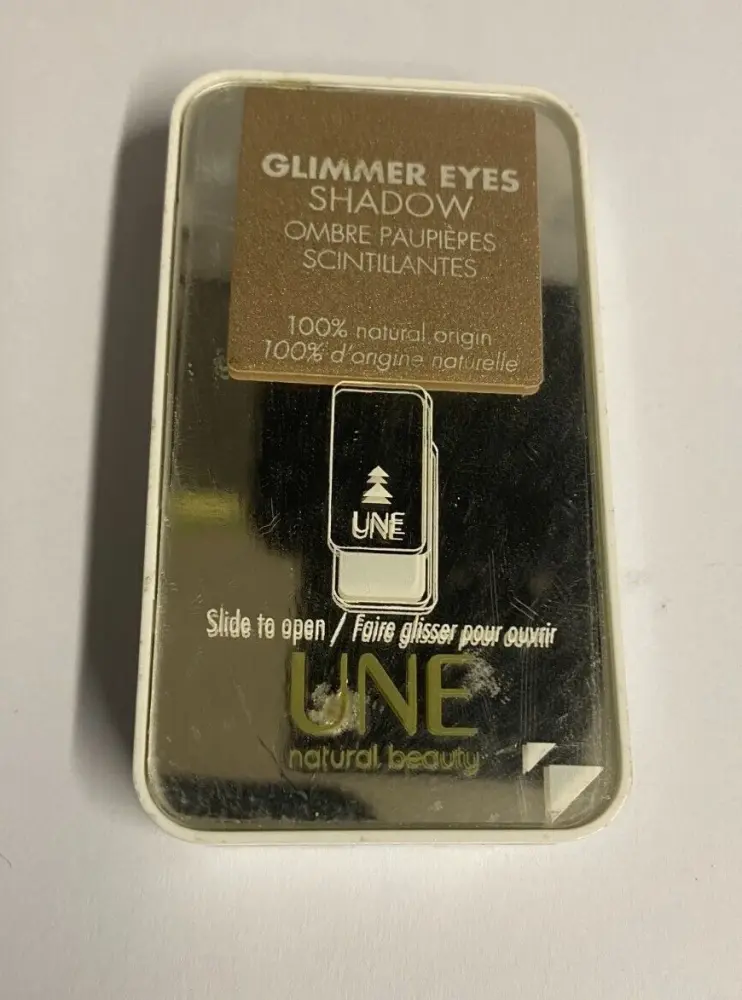 GLIMMER EYES
SHADOW
OMBRE PAUPIÈRES
SCINTILLANTES
100% natural origin
100% d'origine naturelle
UNE
Slide to open / Faire glisser pour ouvrir
UNE
natural beauty